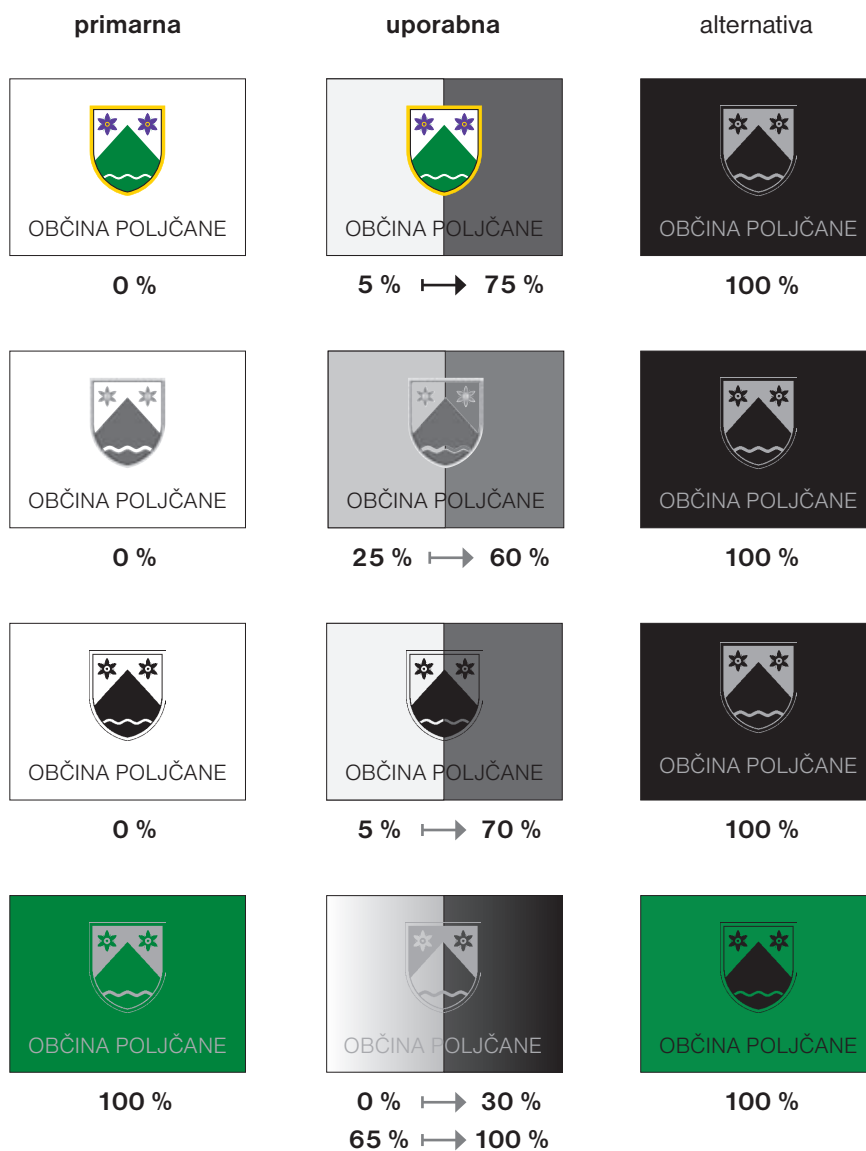 primarna uporabna alternativa
OBČINA POLJČANE OBČINA POLJČANE OBČINA POLJČANE
0 % 5 % 75 % 100 %
OBČINA POLJČANE OBČINA POLJČANE OBČINA POLJČANE
0 % 25 % 60 % 100 %
OBČINA POLJČANE OBČINA POLJČANE OBČINA POLJČANE
0 % 5 % 70 % 100 %
OBČINA POLJČANE OBČINA POLJČANE OBČINA POLJČANE
100 % 0 % 30 % 100 %
65 % 100 %